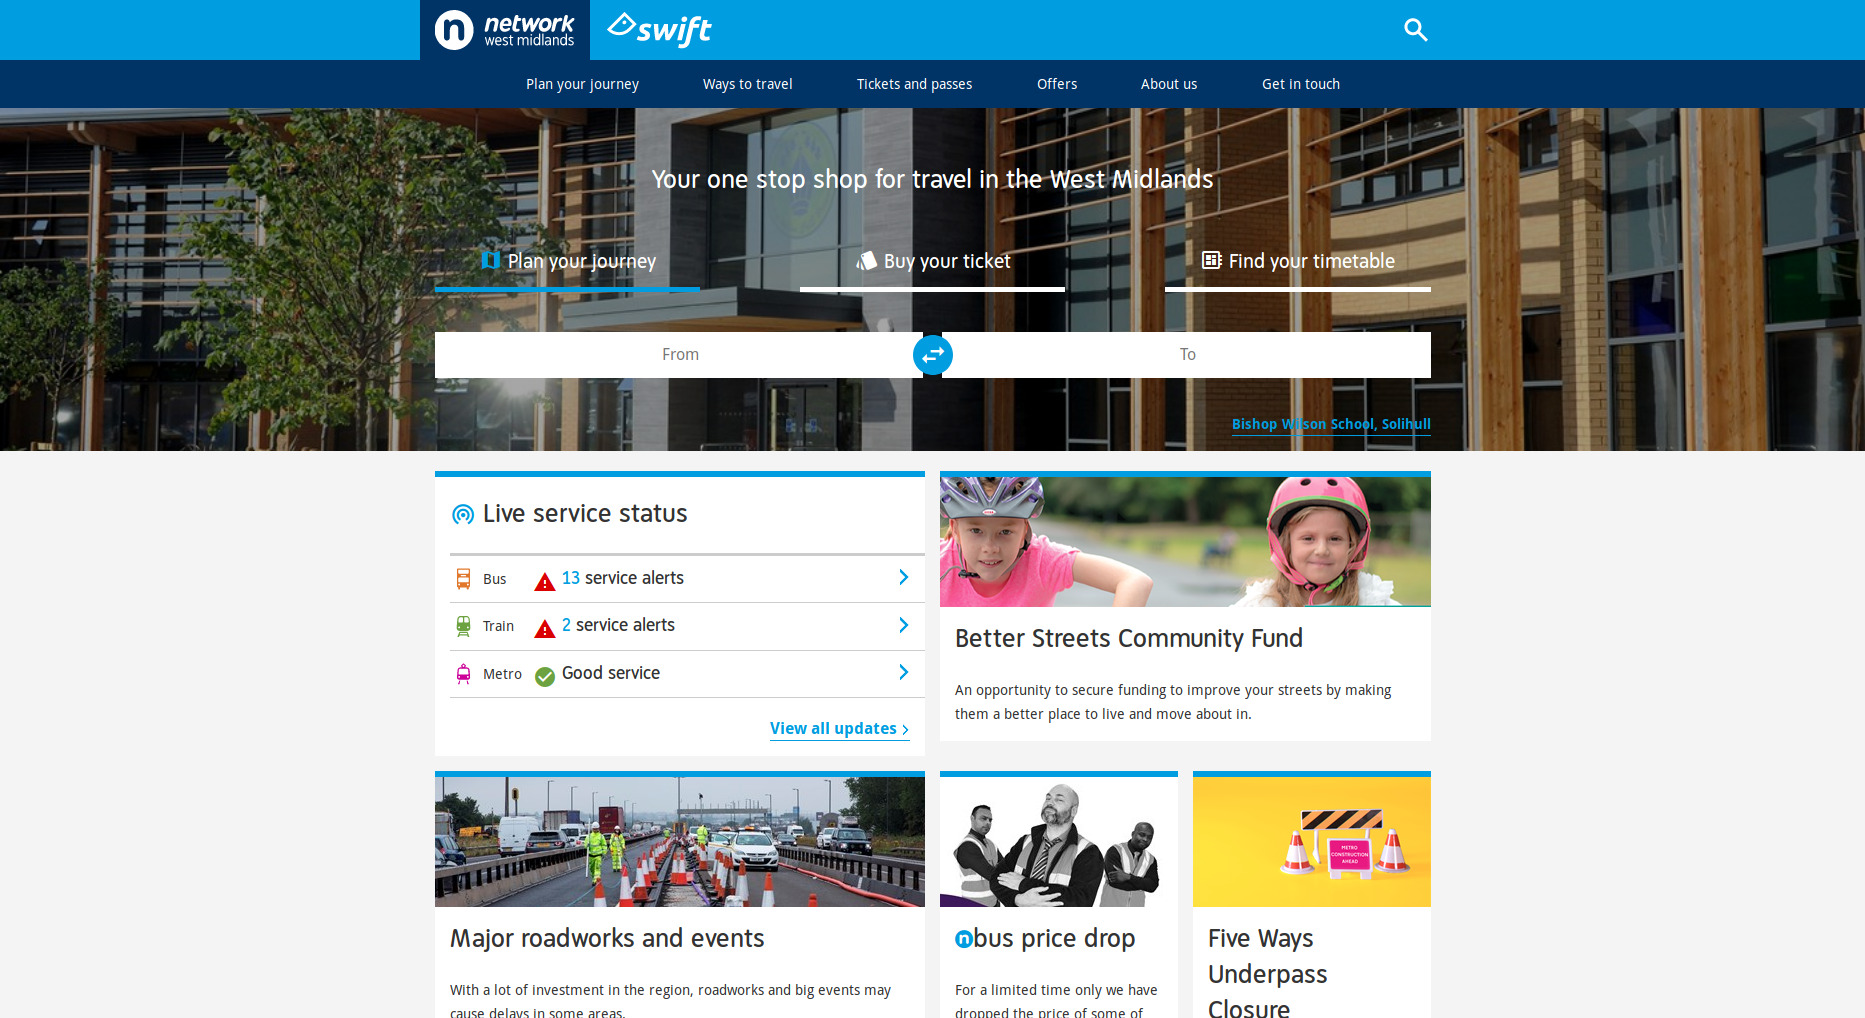 network
west midlands
swift
Plan your journey
Ways to travel
Tickets and passes
Offers
About us
Get in touch
Your one stop shop for travel in the West Midlands
Plan your journey
Buy your ticket
Find your timetable
From
To
Bishop Wilson School, Solihull
Live service status
Bus
13 service alerts
Train
2 service alerts
Metro
Good service
View all updates
Better Streets Community Fund
An opportunity to secure funding to improve your streets by making
them a better place to live and move about in.
METRO
CONSTRUCTION
AHEAD
Major roadworks and events
With a lot of investment in the region, roadworks and big events may
cause delays in some areas.
nbus price drop
For a limited time only we have
dropped the price of some of
Five Ways
Underpass
Closure